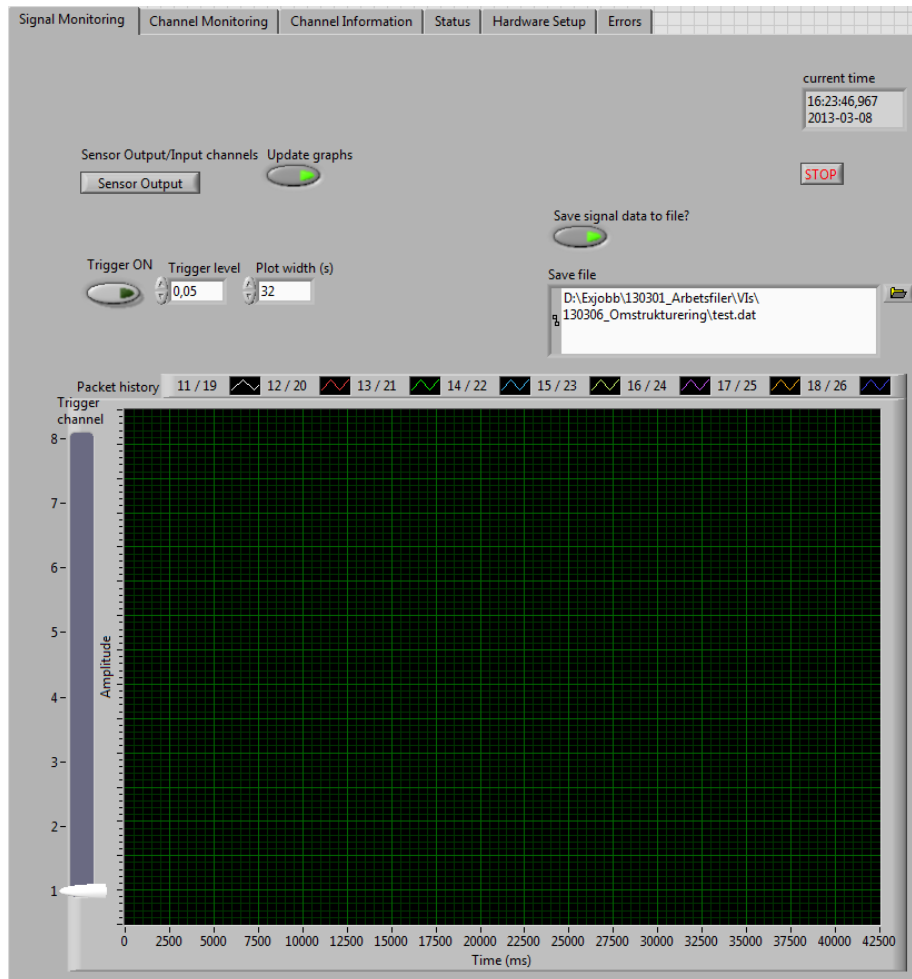 Signal Monitoring Channel Monitoring Channel Information Status Hardware Setup Errors
current time
16:23:46,967
2013-03-08
Sensor Output/Input channels Update graphs
Sensor Output
STOP
Save signal data to file?
Trigger ON Trigger level Plot width (s)
0,05 32
Save file
D:\Exjobb\130301_Arbetsfiler\VIs\
130306_Omstrukturering\test.dat
Packet history 11 / 19 12 / 20 13 / 21 14 / 22 15 / 23 16 / 24 17 / 25 18 / 26
Trigger
channel
8
7
6
5
4
3
2
1
Amplitude
0 2500 5000 7500 10000 12500 15000 17500 20000 22500 25000 27500 30000 32500 35000 37500 40000 42500
Time (ms)